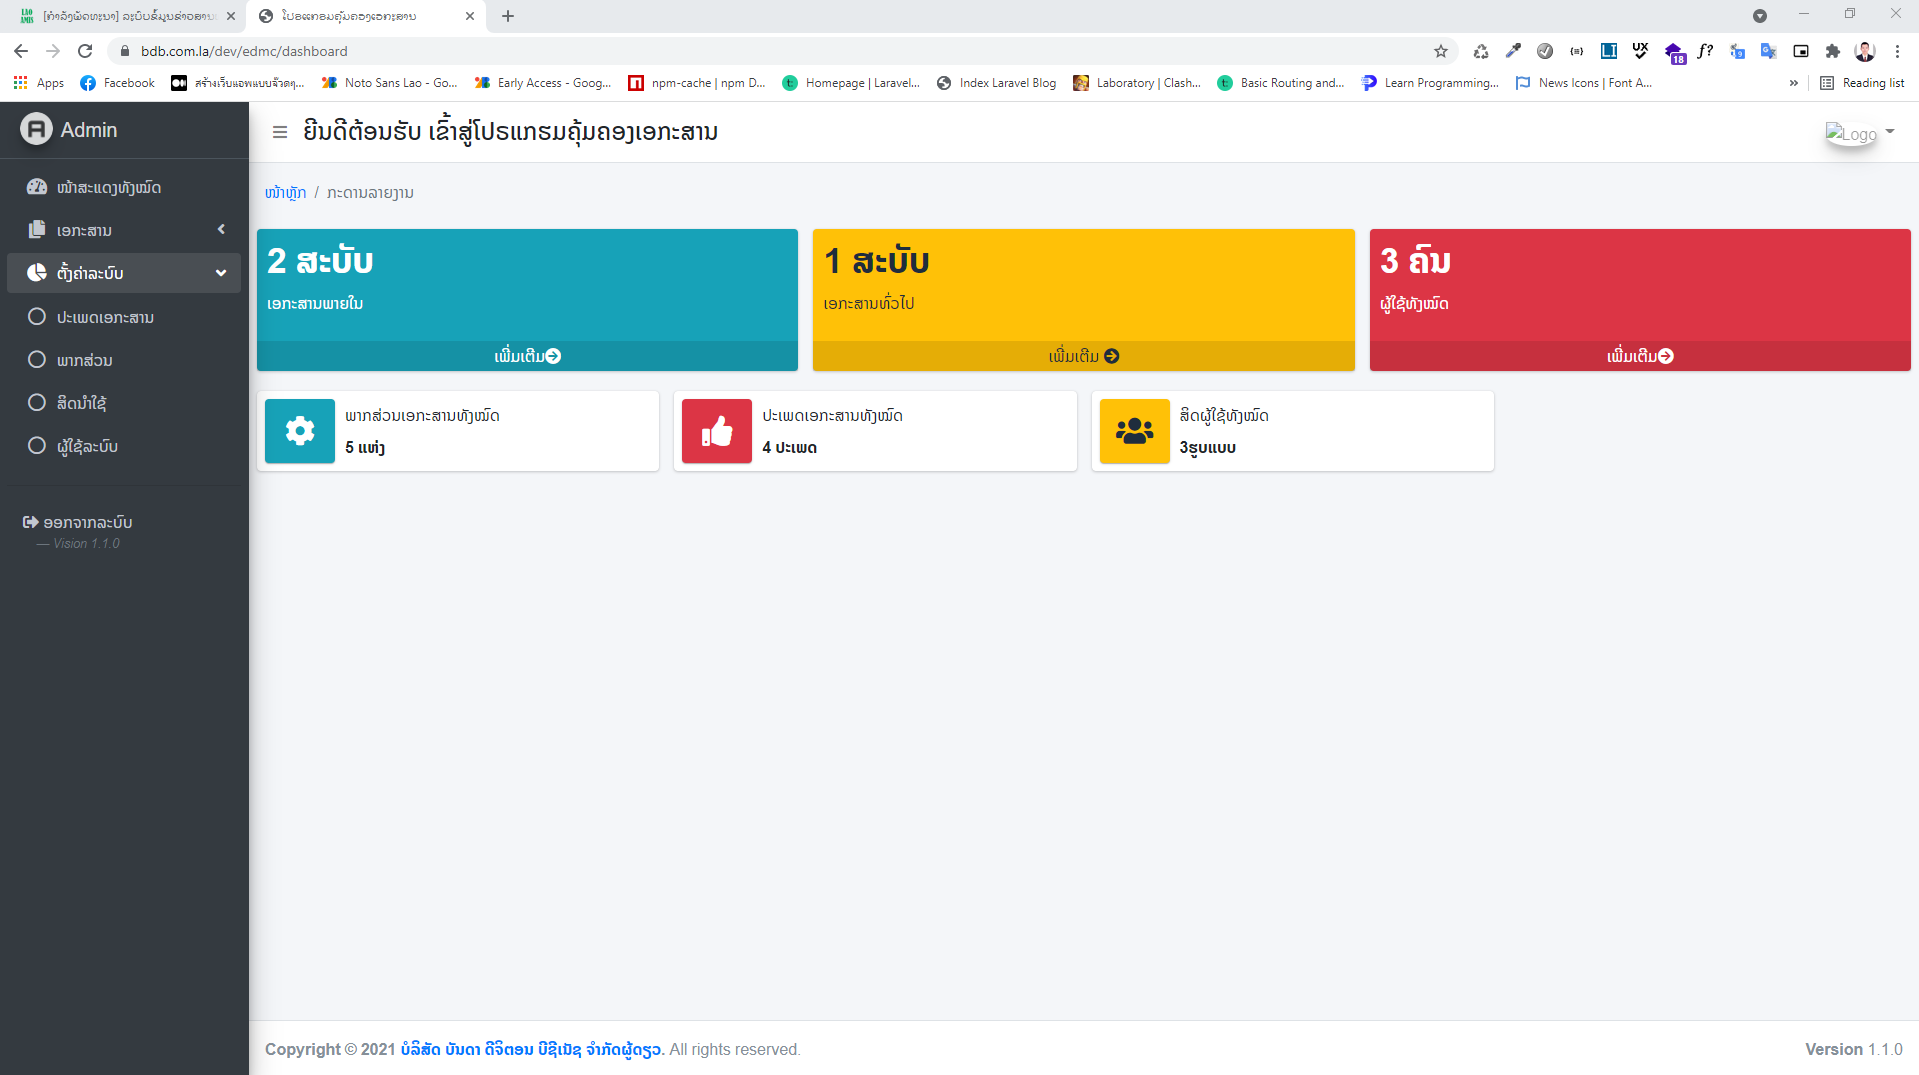 [ກຳລັງພັດທະນາ] ລະບົບຂໍ້ມູນຂ່າວສານ
ໂປຣແກຣມຄຸ້ມຄອງເອກະສານ
bdb.com.la/dev/edmc/dashboard
Apps
Facebook
สร้างเว็บแอพแบบจ๊วดๆ...
Noto Sans Lao - Go...
Early Access - Goog...
npm-cache | npm D...
Homepage | Laravel...
Index Laravel Blog
Laboratory | Clash...
Basic Routing and...
Learn Programming...
News Icons | Font A...
»
Reading list
Admin
ຍີນດີຕ້ອນຮັບ ເຂົ້າສູ່ໂປຣແກຣມຄຸ້ມຄອງເອກະສານ
Logo
ໜ້າສະແດງທັງໝົດ
ເອກະສານ
ຕັ້ງຄ່າລະບົບ
ປະເພດເອກະສານ
ພາກສ່ວນ
ສິດນຳໃຊ້
ຜູ້ໃຊ້ລະບົບ
ອອກຈາກລະບົບ
— Vision 1.1.0
ໜ້າຫຼັກ / ກະດານລາຍງານ
2 ສະບັບ
ເອກະສານພາຍໃນ
ເພີ່ມເຕີມ
1 ສະບັບ
ເອກະສານທົ່ວໄປ
ເພີ່ມເຕີມ
3 ຄົນ
ຜູ້ໃຊ້ທັງໝົດ
ເພີ່ມເຕີມ
ພາກສ່ວນເອກະສານທັງໝົດ
5 ແຫ່ງ
ປະເພດເອກະສານທັງໝົດ
4 ປະເພດ
ສິດຜູ້ໃຊ້ທັງໝົດ
3ຮູບແບບ
Copyright © 2021 ບໍລິສັດ ບັນດາ ດີຈິຕອນ ບີຊີເນັຊ ຈຳກັດຜູ້ດຽວ. All rights reserved.
Version 1.1.0